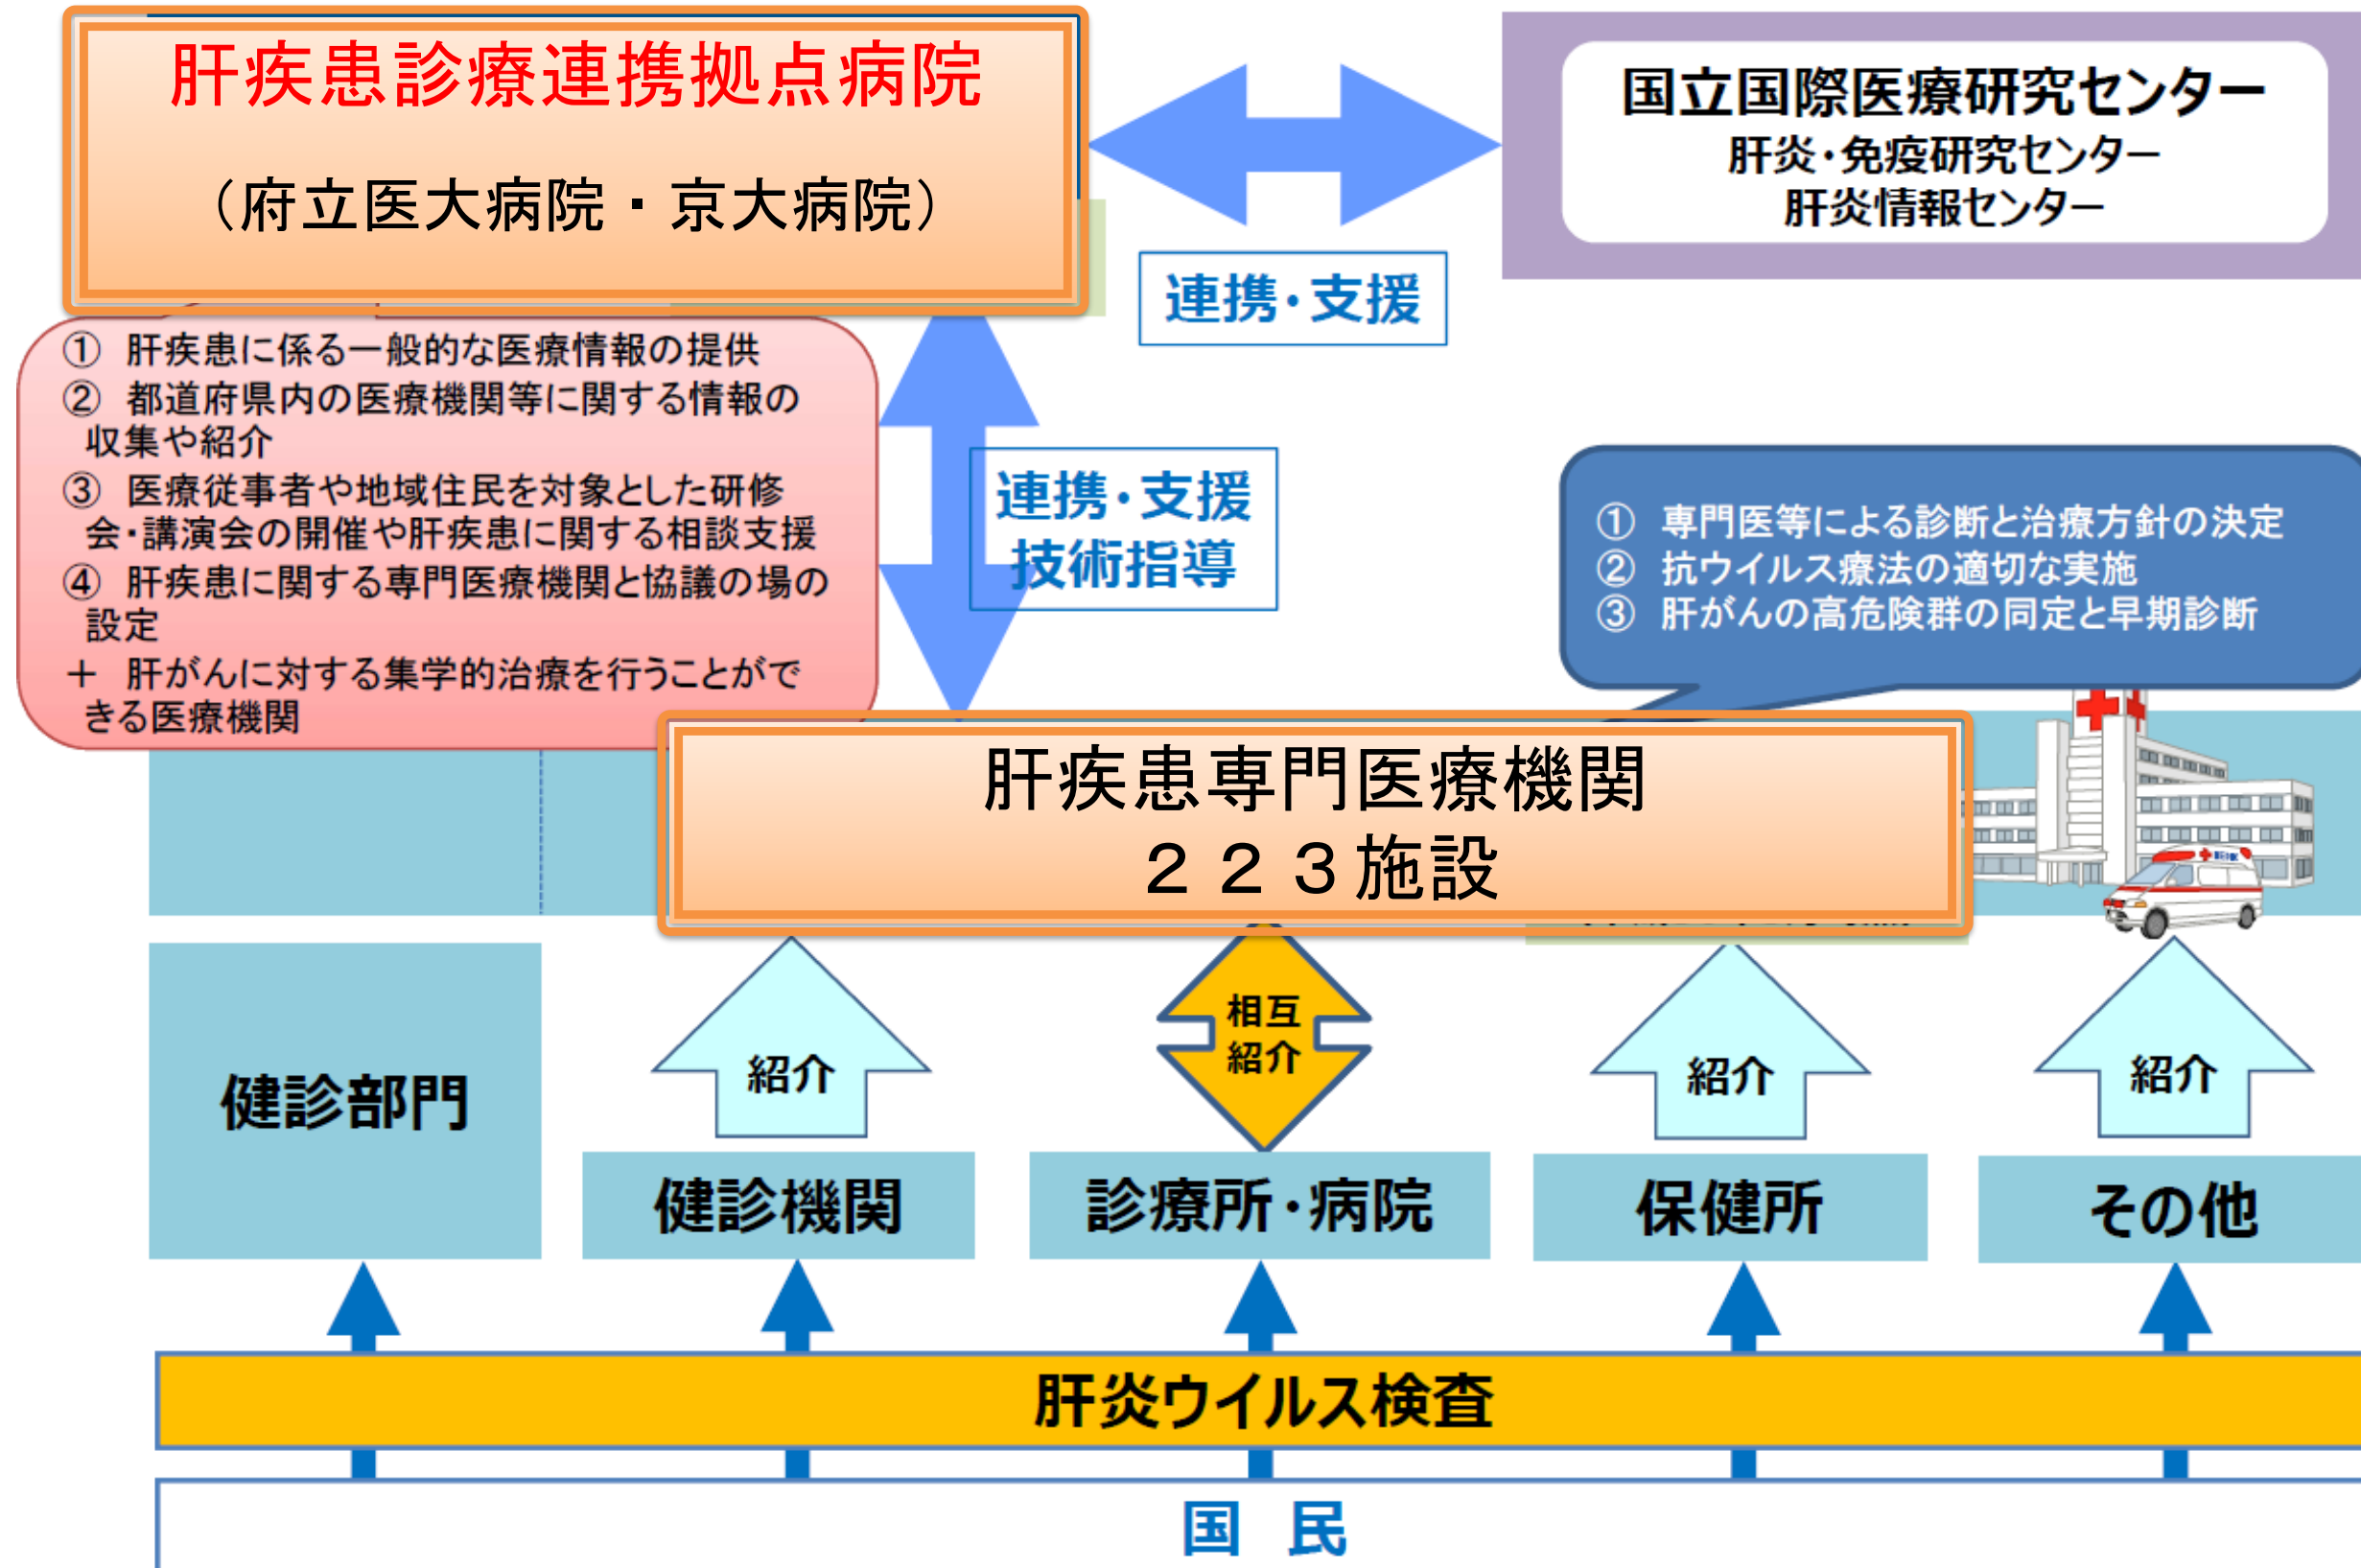 肝疾患診療連携拠点病院
（府立医大病院・京大病院）
国立国際医療研究センター
肝炎・免疫研究センター
肝炎情報センター
連携・支援
① 肝疾患に係る一般的な医療情報の提供
② 都道府県内の医療機関等に関する情報の
収集や紹介
③ 医療従事者や地域住民を対象とした研修
会・講演会の開催や肝疾患に関する相談支援
④ 肝疾患に関する専門医療機関と協議の場の
設定
＋ 肝がんに対する集学的治療を行うことがで
きる医療機関
連携・支援
技術指導
① 専門医等による診断と治療方針の決定
② 抗ウイルス療法の適切な実施
③ 肝がんの高危険群の同定と早期診断
肝疾患専門医療機関
２２３施設
健診部門
紹介
相互
紹介
紹介
紹介
健診機関
診療所・病院
保健所
その他
肝炎ウイルス検査
国 民